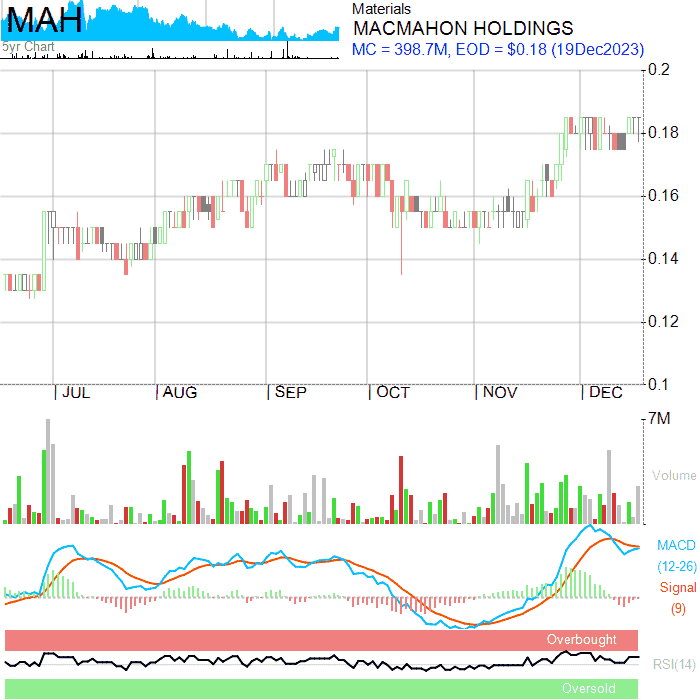 MAH
5yr Chart
Materials
MACMAHON HOLDINGS
MC = 398.7M, EOD = $0.18 (19Dec2023)
0.2
0.18
0.16
0.14
0.12
0.1
JUL AUG SEP OCT NOV DEC
7M
Volume
MACD
(12-26)
Signal
(9)
Overbought
RSI(14)
Oversold